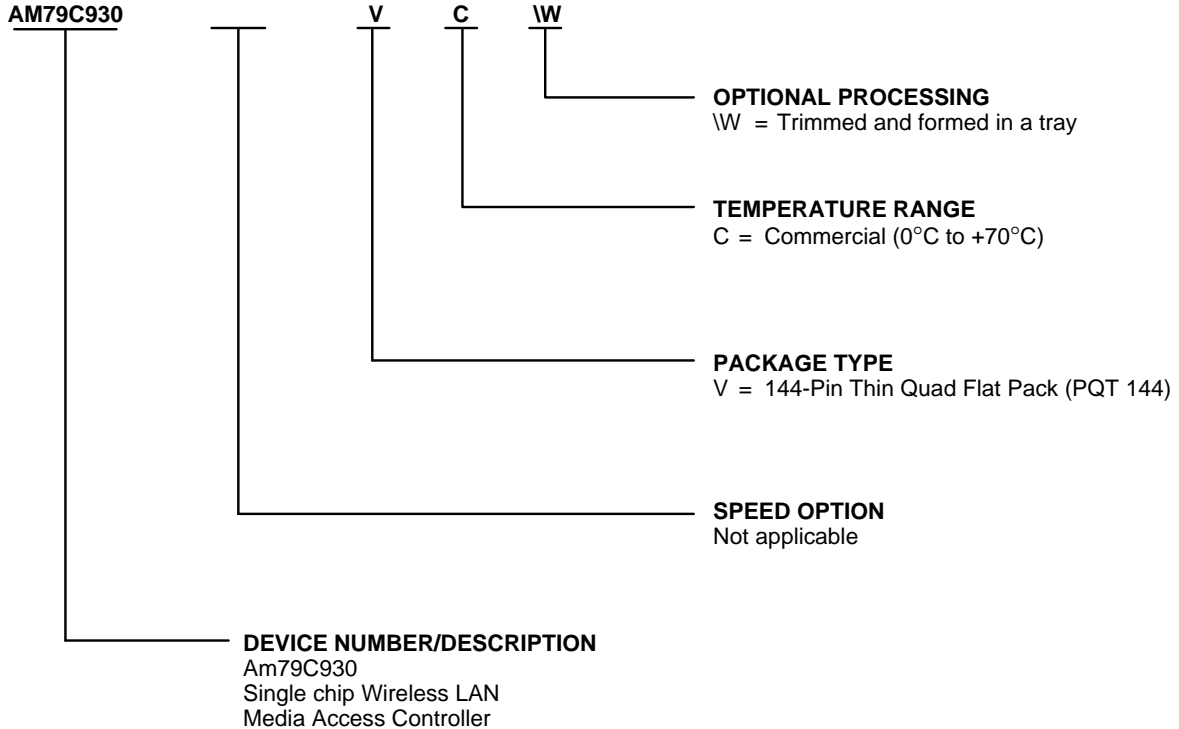 AM79C930 V C \W
OPTIONAL PROCESSING
\W = Trimmed and formed in a tray
TEMPERATURE RANGE
C = Commercial (0°C to +70°C)
PACKAGE TYPE
V = 144-Pin Thin Quad Flat Pack (PQT 144)
SPEED OPTION
Not applicable
DEVICE NUMBER/DESCRIPTION
Am79C930
Single chip Wireless LAN
Media Access Controller